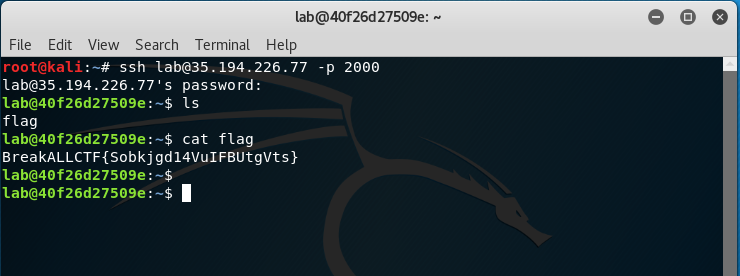 lab@40f26d27509e: ~
File Edit View Search Terminal Help
root@kali:~# ssh lab@35.194.226.77 -p 2000
lab@35.194.226.77's password:
lab@40f26d27509e:~$ ls
flag
lab@40f26d27509e:~$ cat flag
BreakALLCTF{Sobkjgd14VuIFBUtgVts}
lab@40f26d27509e:~$
lab@40f26d27509e:~$